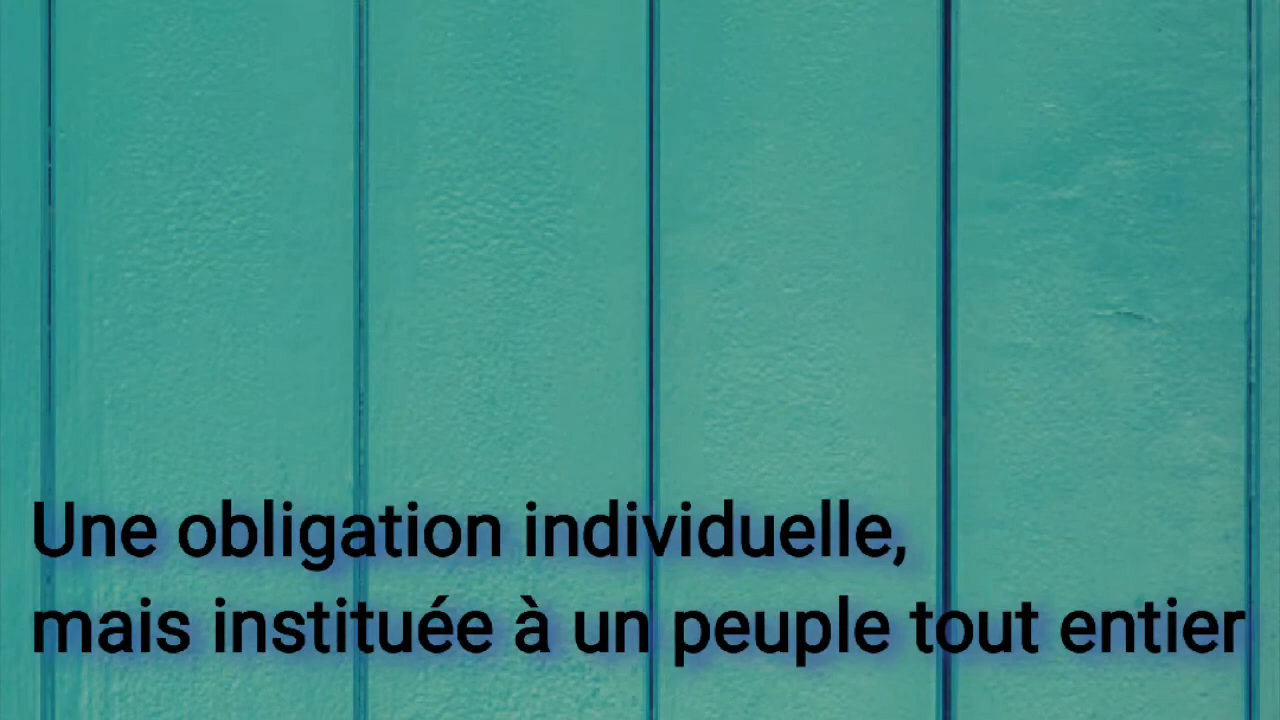 Une obligation individuelle,
mais instituée à un peuple tout entier